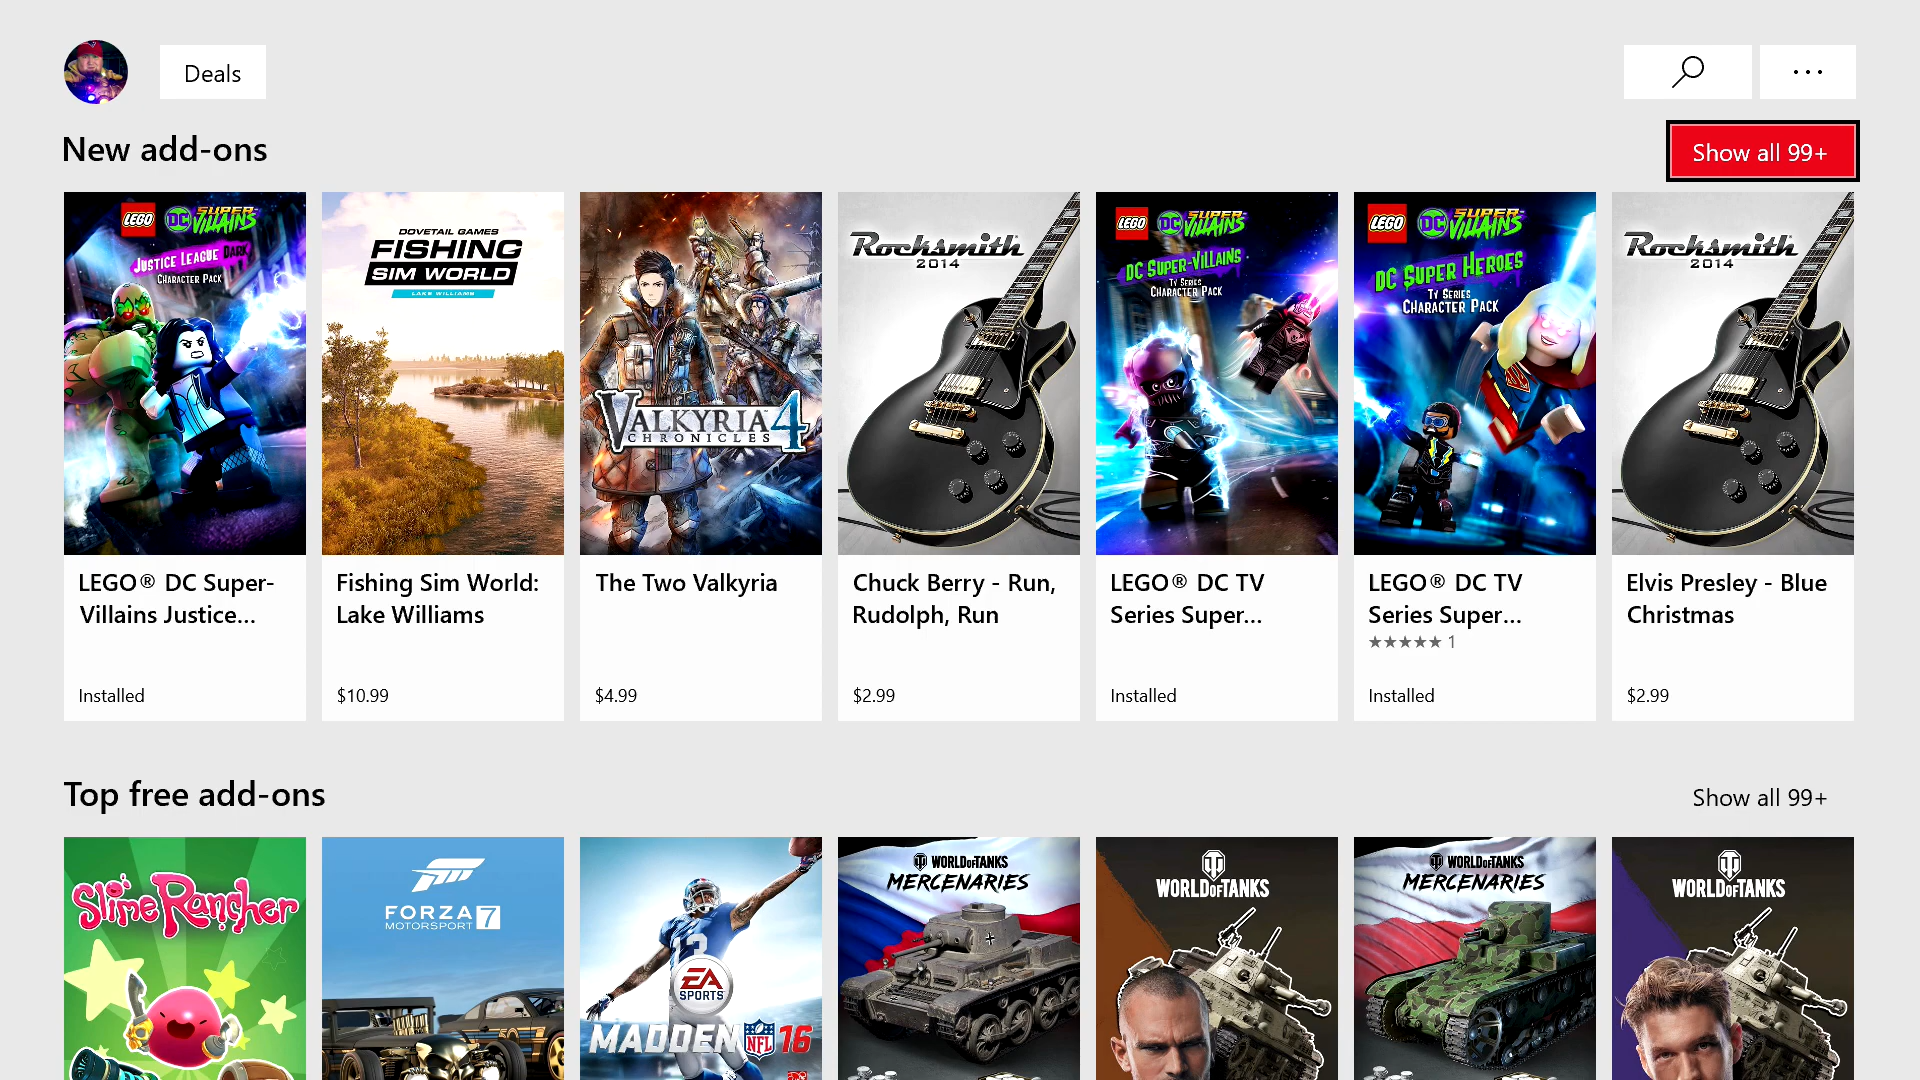 Deals
New add-ons
Show all 99+
LEGO DC SUPER VILLAINS
JUSTICE LEAGUE DARK
CHARACTER PACK
DOVETAIL GAMES
FISHING
SIM WORLD
LAKE WILLIAMS
VALKYRIA 4
CHRONICLES
Rocksmith
2014
LEGO DC SUPER VILLAINS
DC SUPER-VILLAINS
TV SERIES
CHARACTER PACK
LEGO DC SUPER VILLAINS
DC SUPER HEROES
TV SERIES
CHARACTER PACK
Rocksmith
2014
LEGO® DC Super-
Villains Justice...
Installed
Fishing Sim World:
Lake Williams
$10.99
The Two Valkyria
$4.99
Chuck Berry - Run,
Rudolph, Run
$2.99
LEGO® DC TV
Series Super...
Installed
LEGO® DC TV
Series Super...
★★★★★ 1
Installed
Elvis Presley - Blue
Christmas
$2.99
Top free add-ons
Show all 99+
Slime Rancher
FORZA
MOTORSPORT 7
13
EA
SPORTS
MADDEN NFL 16
WORLD OF TANKS
MERCENARIES
WORLD OF TANKS
WORLD OF TANKS
MERCENARIES
WORLD OF TANKS